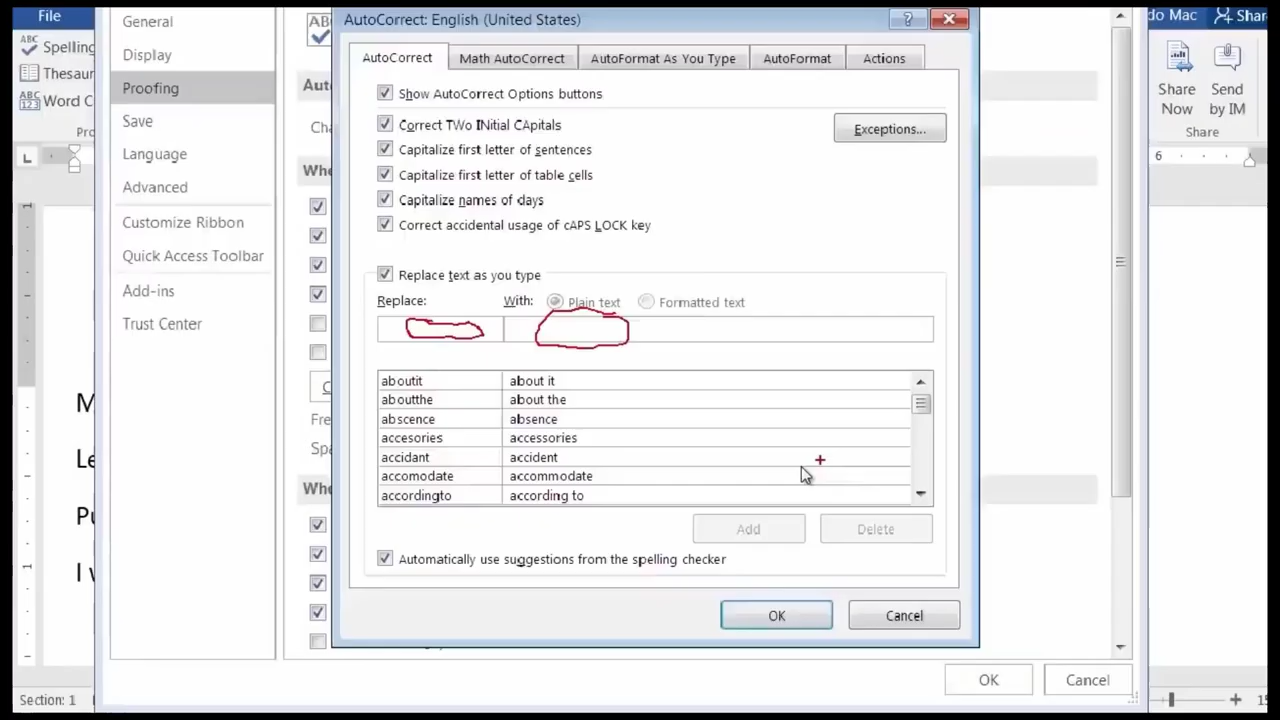 File
General
AutoCorrect: English (United States)
do Mac
Share
Spelling
Display
AutoCorrect
Math AutoCorrect
AutoFormat As You Type
AutoFormat
Actions
Thesaur
Proofing
Show AutoCorrect Options buttons
Word C
Share Now
Send by IM
Save
Correct TWo INitial CApitals
Exceptions...
Share
Capitalize first letter of sentences
Language
Capitalize first letter of table cells
Advanced
Capitalize names of days
Customize Ribbon
Correct accidental usage of cAPS LOCK key
Quick Access Toolbar
Add-ins
Replace text as you type
Trust Center
Replace:
With:
Plain text
Formatted text
aboutit about it
aboutthe about the
abscence absence
accesories accessories
accidant accident
accomodate accommodate
accordingto according to
Add
Delete
Automatically use suggestions from the spelling checker
OK
Cancel
OK
Cancel
Section: 1